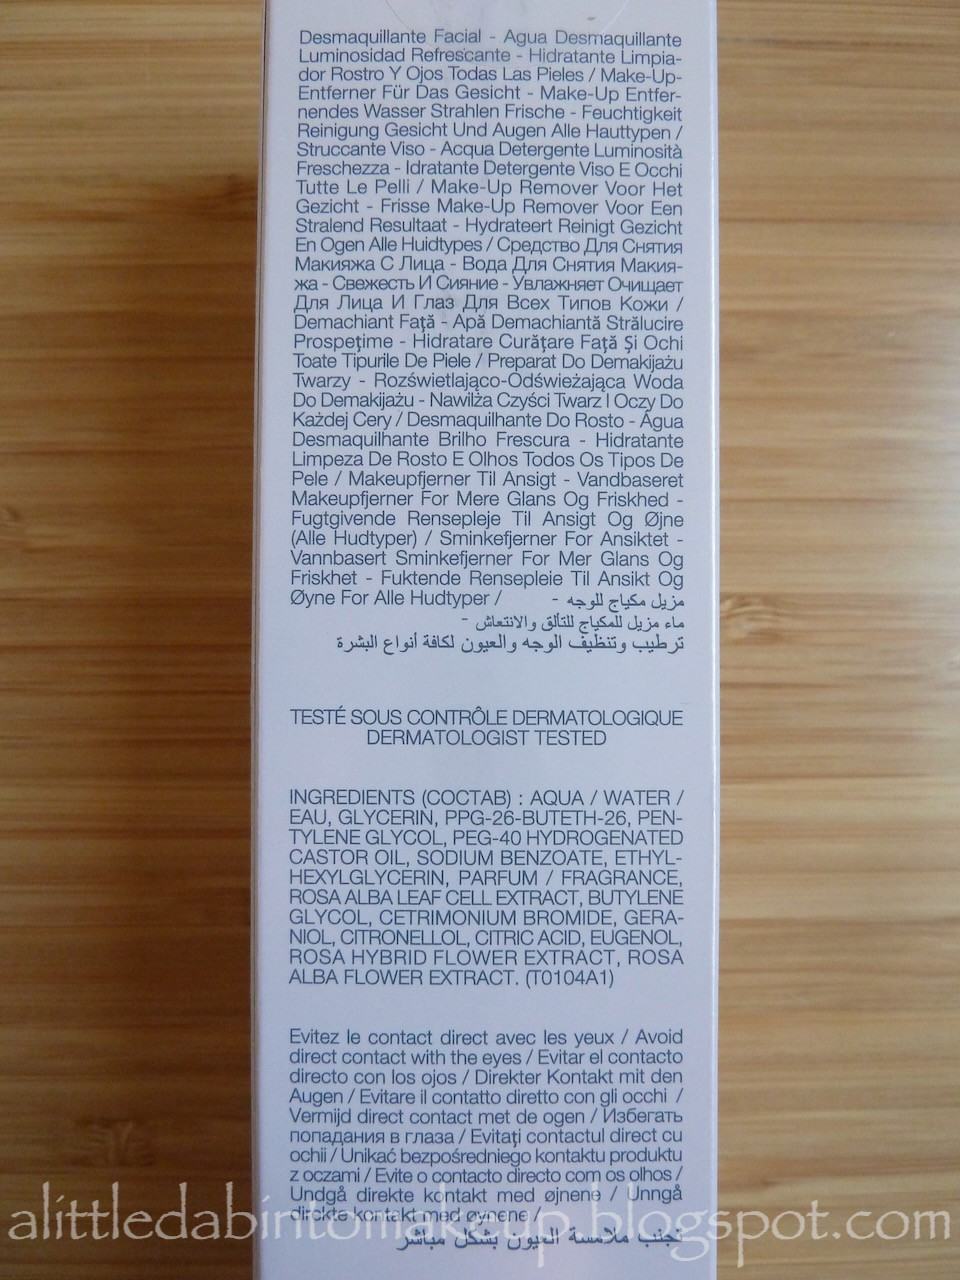 Desmaquillante Facial - Agua Desmaquillante
Luminosidad Refrescante - Hidratante Limpia-
dor Rostro Y Ojos Todas Las Pieles / Make-Up-
Entferner Für Das Gesicht - Make-Up Entfer-
nendes Wasser Strahlen Frische - Feuchtigkeit
Reinigung Gesicht Und Augen Alle Hauttypen /
Struccante Viso - Acqua Detergente Luminosità
Freschezza - Idratante Detergente Viso E Occhi
Tutte Le Pelli / Make-Up Remover Voor Het
Gezicht - Frisse Make-Up Remover Voor Een
Stralend Resultaat - Hydrateert Reinigt Gezicht
En Ogen Alle Huidtypes / Средство Для Снятия
Макияжа С Лица - Вода Для Снятия Макия-
жа - Свежесть И Сияние - Увлажняет Очищает
Для Лица И Глаз Для Всех Типов Кожи /
Demachiant Faţă - Apă Demachiantă Strălucire
Prospeţime - Hidratare Curăţare Faţă Şi Ochi
Toate Tipurile De Piele / Preparat Do Demakijażu
Twarzy - Rozświetlająco-Odświeżająca Woda
Do Demakijażu - Nawilża Czyści Twarz I Oczy Do
Każdej Cery / Desmaquilhante Do Rosto - Água
Desmaquilhante Brilho Frescura - Hidratante
Limpeza De Rosto E Olhos Todos Os Tipos De
Pele / Makeupfjerner Til Ansigt - Vandbaseret
Makeupfjerner For Mere Glans Og Friskhed -
Fugtgivende Rensepleje Til Ansigt Og Øjne
(Alle Hudtyper) / Sminkefjerner For Ansiktet -
Vannbasert Sminkefjerner For Mer Glans Og
Friskhet - Fuktende Rensepleie Til Ansikt Og
Øyne For Alle Hudtyper / مزيل مكياج للوجه -
ماء مزيل للمكياج للتألق والانتعاش -
ترطيب وتنظيف الوجه والعيون لكافة أنواع البشرة
TESTÉ SOUS CONTRÔLE DERMATOLOGIQUE
DERMATOLOGIST TESTED
INGREDIENTS (СОСТАВ) : AQUA / WATER /
EAU, GLYCERIN, PPG-26-BUTETH-26, PEN-
TYLENE GLYCOL, PEG-40 HYDROGENATED
CASTOR OIL, SODIUM BENZOATE, ETHYL-
HEXYLGLYCERIN, PARFUM / FRAGRANCE,
ROSA ALBA LEAF CELL EXTRACT, BUTYLENE
GLYCOL, CETRIMONIUM BROMIDE, GERA-
NIOL, CITRONELLOL, CITRIC ACID, EUGENOL,
ROSA HYBRID FLOWER EXTRACT, ROSA
ALBA FLOWER EXTRACT. (T0104A1)
Evitez le contact direct avec les yeux / Avoid
direct contact with the eyes / Evitar el contacto
directo con los ojos / Direkter Kontakt mit den
Augen / Evitare il contatto diretto con gli occhi /
Vermijd direct contact met de ogen / Избегать
попадания в глаза / Evitaţi contactul direct cu
ochii / Unikać bezpośredniego kontaktu produktu
z oczami / Evite o contacto directo com os olhos /
Undgå direkte kontakt med øjnene / Unngå
direkte kontakt med øynene /
تجنب ملامسة العيون بشكل مباشر
alittledabintomakeup.blogspot.com